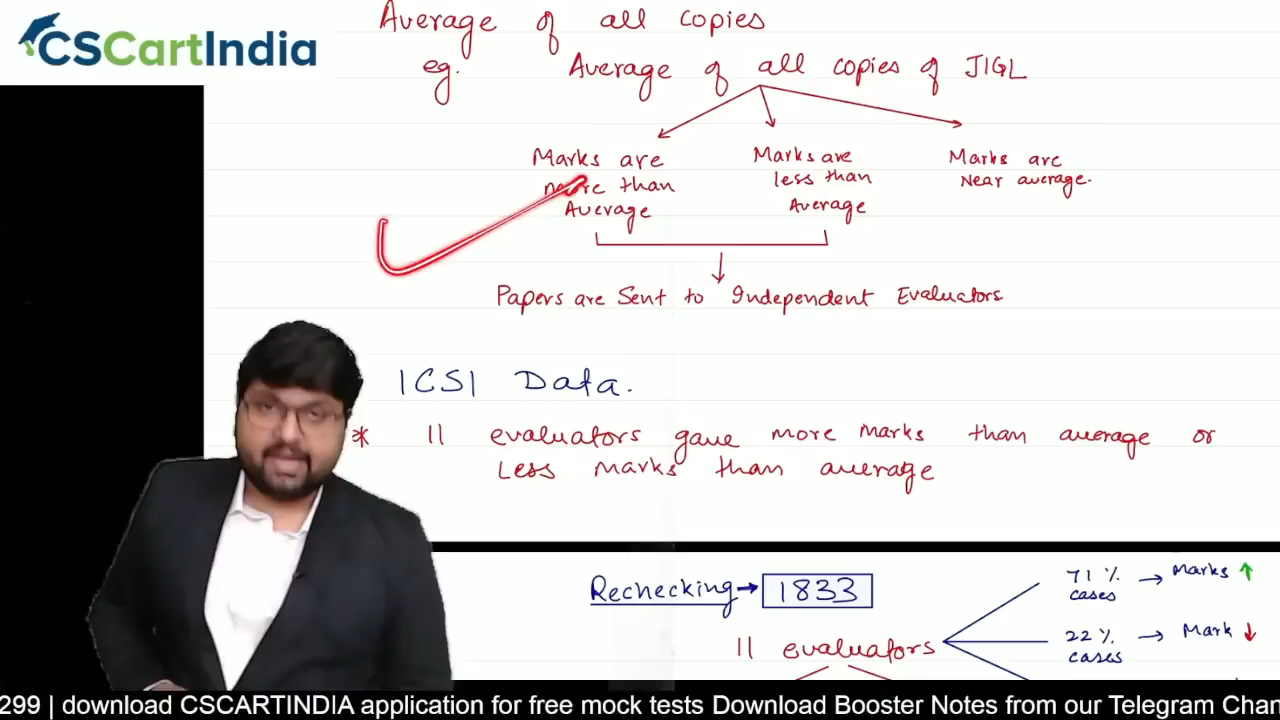 CSCartIndia
Average of all copies
eg. Average of all copies of JIGL
Marks are
more than
Average
Marks are
less than
Average
Marks are
Near average.
Papers are Sent to Independent Evaluators
ICSI Data.
* 11 evaluators gave more marks than average or
Less marks than average
Rechecking → 1833
11 evaluators
71 % cases → Marks ↑
22 % cases → Mark ↓
299 | download CSCARTINDIA application for free mock tests Download Booster Notes from our Telegram Chan